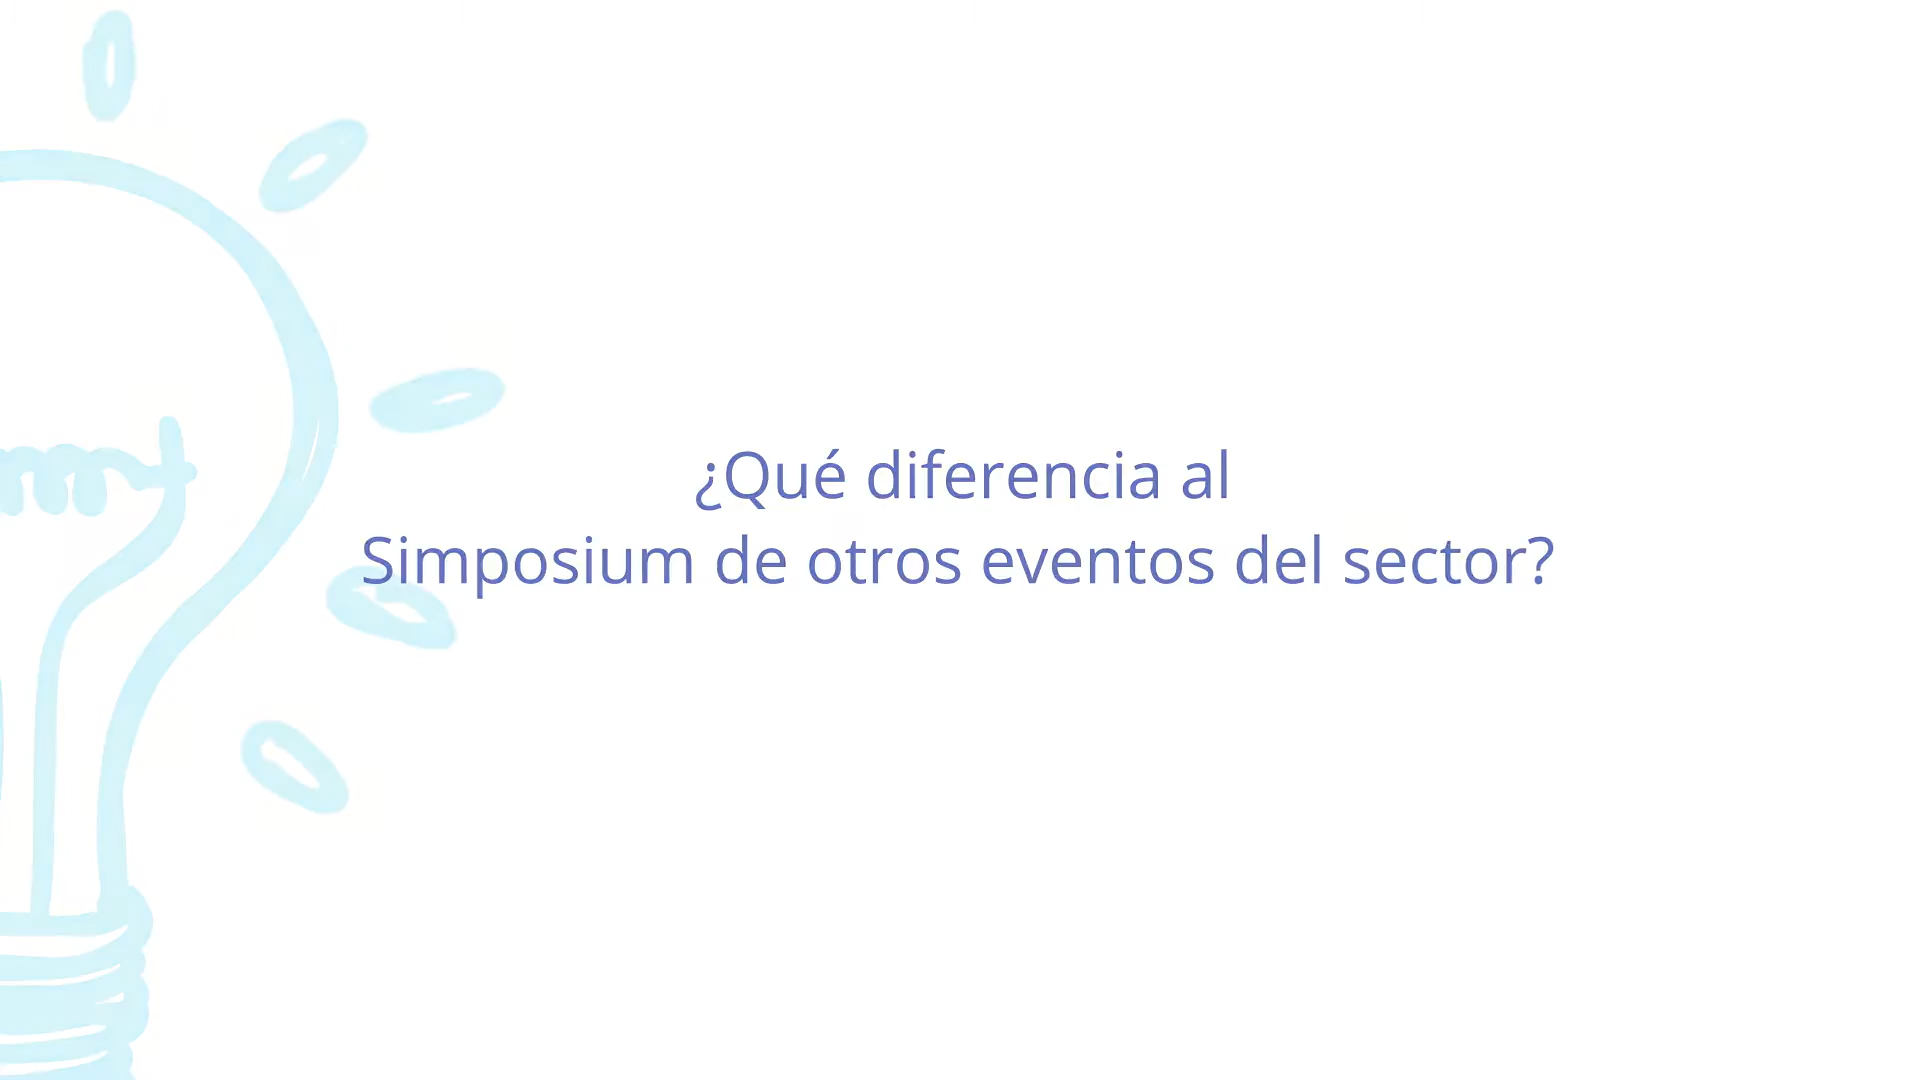 ¿Qué diferencia al
Simposium de otros eventos del sector?